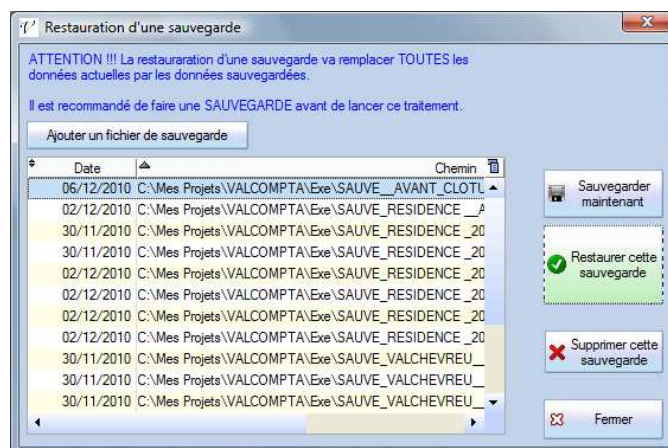 Restauration d'une sauvegarde
ATTENTION !!! La restauraration d'une sauvegarde va remplacer TOUTES les
données actuelles par les données sauvegardées.
Il est recommandé de faire une SAUVEGARDE avant de lancer ce traitement.
Ajouter un fichier de sauvegarde
Date Chemin
06/12/2010 C:\Mes Projets\VALCOMPTA\Exe\SAUVE__AVANT_CLOTU
02/12/2010 C:\Mes Projets\VALCOMPTA\Exe\SAUVE_RESIDENCE __A
30/11/2010 C:\Mes Projets\VALCOMPTA\Exe\SAUVE_RESIDENCE _20
30/11/2010 C:\Mes Projets\VALCOMPTA\Exe\SAUVE_RESIDENCE _20
02/12/2010 C:\Mes Projets\VALCOMPTA\Exe\SAUVE_RESIDENCE _20
02/12/2010 C:\Mes Projets\VALCOMPTA\Exe\SAUVE_RESIDENCE _20
02/12/2010 C:\Mes Projets\VALCOMPTA\Exe\SAUVE_RESIDENCE _20
02/12/2010 C:\Mes Projets\VALCOMPTA\Exe\SAUVE_RESIDENCE _20
30/11/2010 C:\Mes Projets\VALCOMPTA\Exe\SAUVE_VALCHEVREU__
30/11/2010 C:\Mes Projets\VALCOMPTA\Exe\SAUVE_VALCHEVREU__
30/11/2010 C:\Mes Projets\VALCOMPTA\Exe\SAUVE_VALCHEVREU__
Sauvegarder
maintenant
Restaurer cette
sauvegarde
Supprimer cette
sauvegarde
Fermer